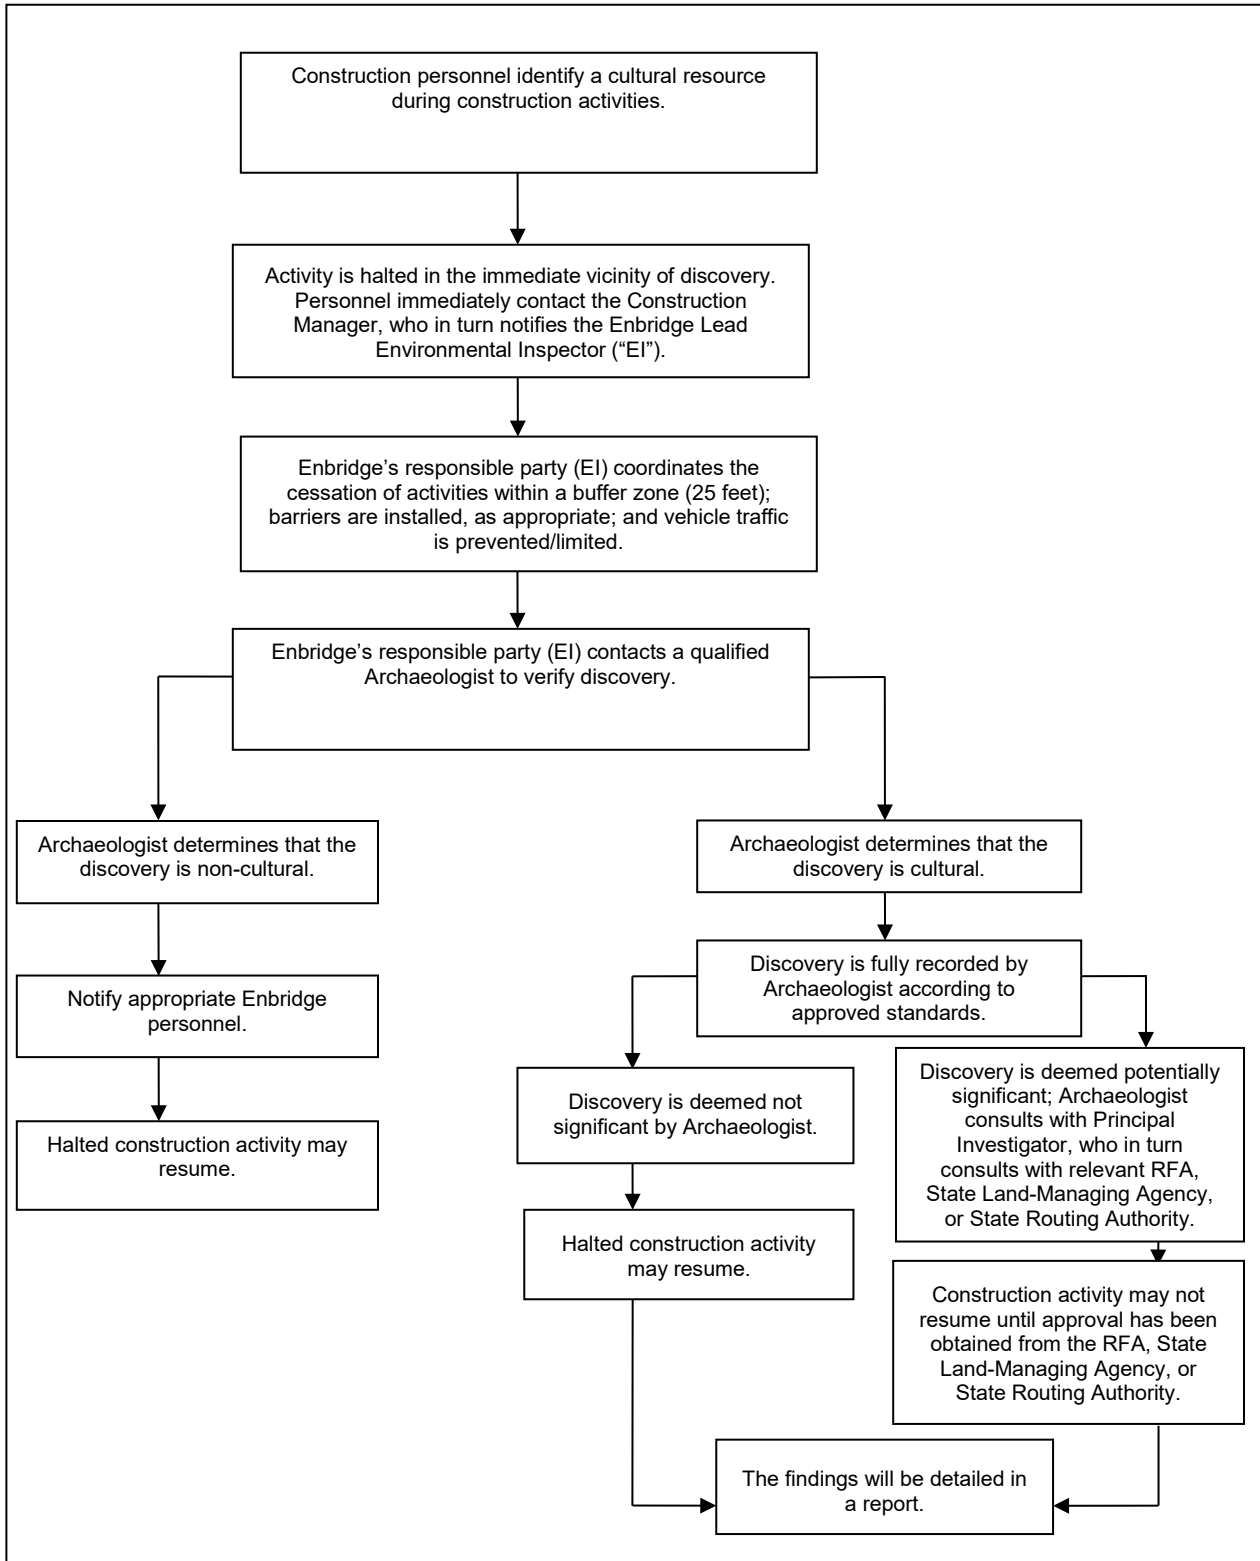 Construction personnel identify a cultural resource
during construction activities.
Activity is halted in the immediate vicinity of discovery.
Personnel immediately contact the Construction
Manager, who in turn notifies the Enbridge Lead
Environmental Inspector (“EI”).
Enbridge’s responsible party (EI) coordinates the
cessation of activities within a buffer zone (25 feet);
barriers are installed, as appropriate; and vehicle traffic
is prevented/limited.
Enbridge’s responsible party (EI) contacts a qualified
Archaeologist to verify discovery.
Archaeologist determines that the
discovery is non-cultural.
Notify appropriate Enbridge
personnel.
Halted construction activity may
resume.
Archaeologist determines that the
discovery is cultural.
Discovery is fully recorded by
Archaeologist according to
approved standards.
Discovery is deemed not
significant by Archaeologist.
Halted construction activity
may resume.
Discovery is deemed potentially
significant; Archaeologist
consults with Principal
Investigator, who in turn
consults with relevant RFA,
State Land-Managing Agency,
or State Routing Authority.
Construction activity may not
resume until approval has been
obtained from the RFA, State
Land-Managing Agency, or
State Routing Authority.
The findings will be detailed in
a report.